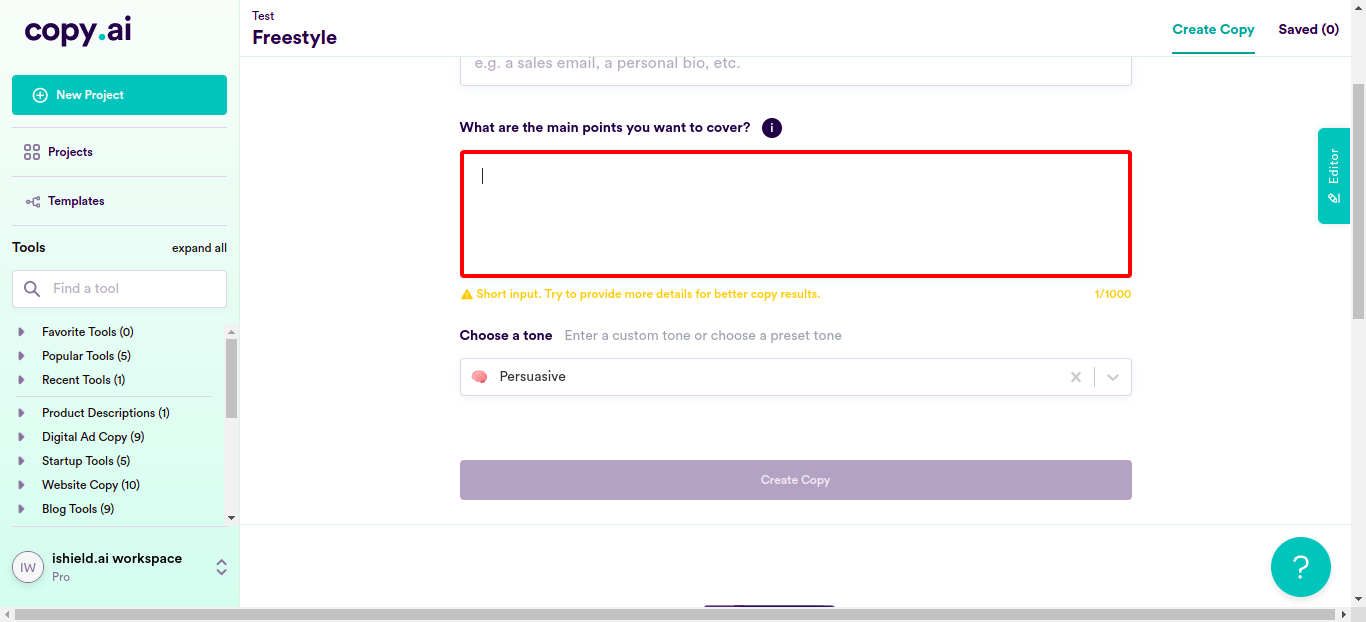 copy.ai
New Project
Projects
Templates
Tools
expand all
Find a tool
Favorite Tools (0)
Popular Tools (5)
Recent Tools (1)
Product Descriptions (1)
Digital Ad Copy (9)
Startup Tools (5)
Website Copy (10)
Blog Tools (9)
IW
ishield.ai workspace
Pro
Test
Freestyle
Create Copy
Saved (0)
e.g. a sales email, a personal bio, etc.
What are the main points you want to cover? i
Short input. Try to provide more details for better copy results.
1/1000
Choose a tone Enter a custom tone or choose a preset tone
Persuasive
Create Copy
Editor
?